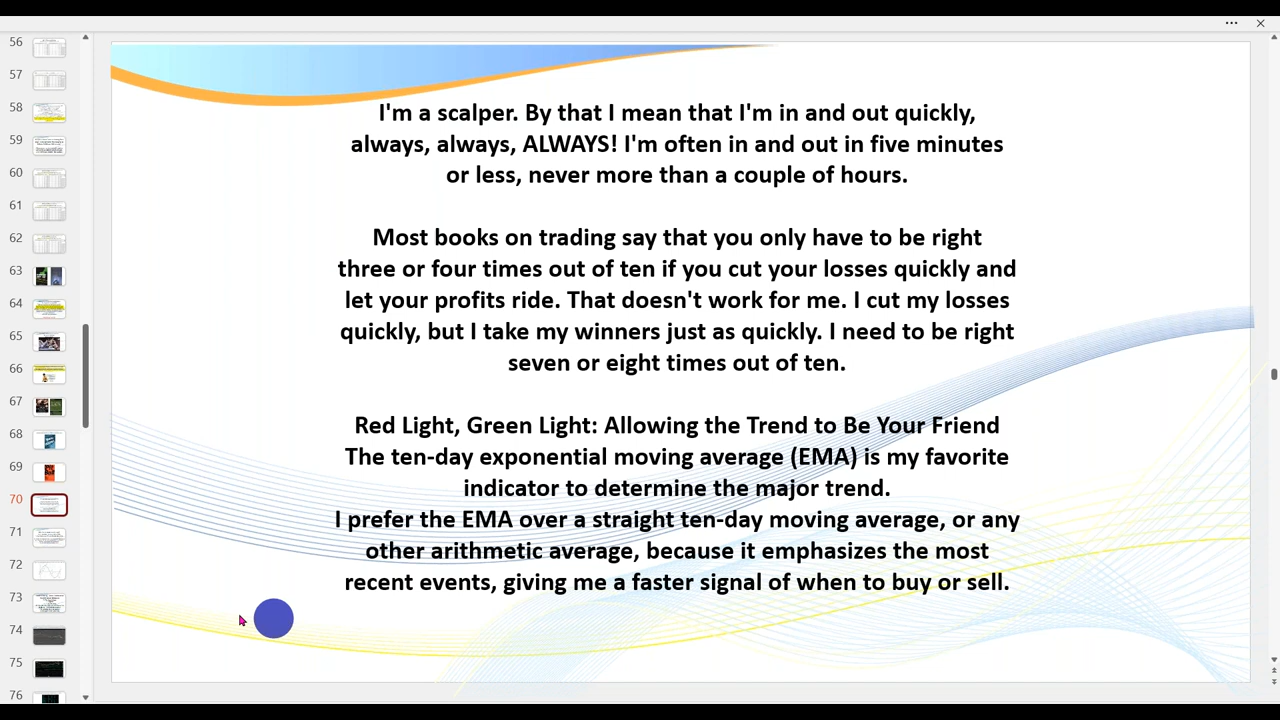 56
57
58
59
60
61
62
63
64
65
66
67
68
69
70
72
73
74
75
76
I'm a scalper. By that I mean that I'm in and out quickly,
always, always, ALWAYS! I'm often in and out in five minutes
or less, never more than a couple of hours.
Most books on trading say that you only have to be right
three or four times out of ten if you cut your losses quickly and
let your profits ride. That doesn't work for me. I cut my losses
quickly, but I take my winners just as quickly. I need to be right
seven or eight times out of ten.
Red Light, Green Light: Allowing the Trend to Be Your Friend
The ten-day exponential moving average (EMA) is my favorite
indicator to determine the major trend.
I prefer the EMA over a straight ten-day moving average, or any
other arithmetic average, because it emphasizes the most
recent events, giving me a faster signal of when to buy or sell.